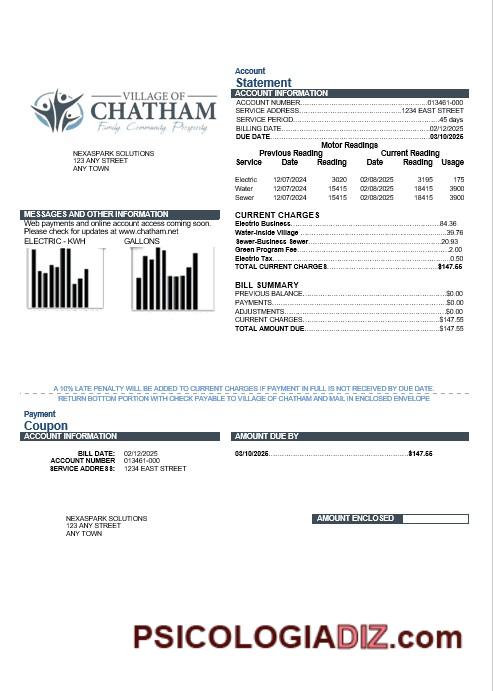 Account
Statement
VILLAGE OF
CHATHAM
Family. Community. Prosperity.
ACCOUNT INFORMATION
ACCOUNT NUMBER 013461-000
SERVICE ADDRESS 1234 EAST STREET
SERVICE PERIOD 45 days
BILLING DATE 02/12/2025
DUE DATE 03/10/2025
NEXASPARK SOLUTIONS
123 ANY STREET
ANY TOWN
Motor Readings
Previous Reading Current Reading
Service Date Reading Date Reading Usage
Electric 12/07/2024 3020 02/08/2025 3195 175
Water 12/07/2024 15415 02/08/2025 18415 3900
Sewer 12/07/2024 15415 02/08/2025 18415 3900
MESSAGES AND OTHER INFORMATION
Web payments and online account access coming soon.
Please check for updates at www.chatham.net
ELECTRIC - KWH GALLONS
CURRENT CHARGES
Electric Business 84.36
Water-Inside Village 39.76
Sewer-Business Sewer 20.93
Green Program Fee 2.00
Electric Tax 0.50
TOTAL CURRENT CHARGES $147.55
BILL SUMMARY
PREVIOUS BALANCE $0.00
PAYMENTS $0.00
ADJUSTMENTS $0.00
CURRENT CHARGES $147.55
TOTAL AMOUNT DUE $147.55
A 10% LATE PENALTY WILL BE ADDED TO CURRENT CHARGES IF PAYMENT IN FULL IS NOT RECEIVED BY DUE DATE.
RETURN BOTTOM PORTION WITH CHECK PAYABLE TO VILLAGE OF CHATHAM AND MAIL IN ENCLOSED ENVELOPE
Payment
Coupon
ACCOUNT INFORMATION
BILL DATE: 02/12/2025
ACCOUNT NUMBER 013461-000
SERVICE ADDRESS: 1234 EAST STREET
AMOUNT DUE BY
03/10/2025 $147.55
NEXASPARK SOLUTIONS
123 ANY STREET
ANY TOWN
AMOUNT ENCLOSED
PSICOLOGIADIZ.com